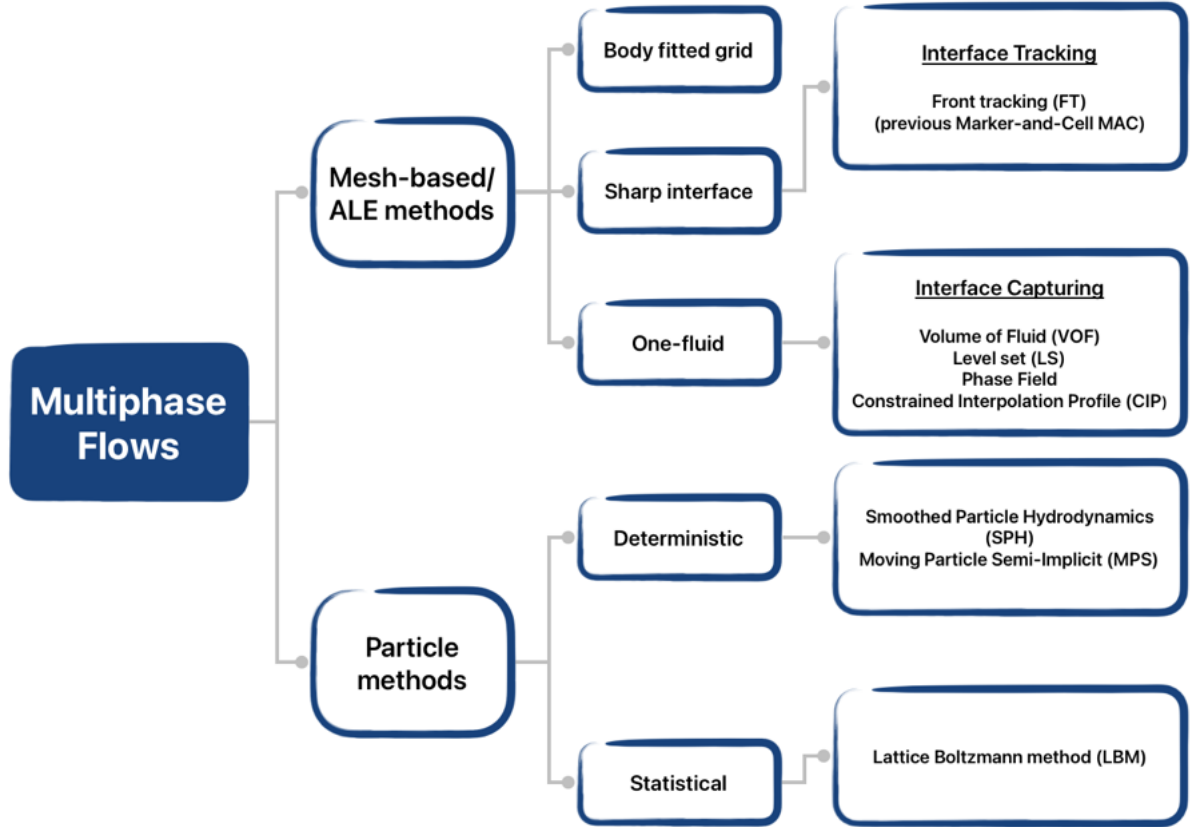 Multiphase
Flows
Mesh-based/
ALE methods
Body fitted grid
Sharp interface
One-fluid
Interface Tracking
Front tracking (FT)
(previous Marker-and-Cell MAC)
Interface Capturing
Volume of Fluid (VOF)
Level set (LS)
Phase Field
Constrained Interpolation Profile (CIP)
Particle
methods
Deterministic
Statistical
Smoothed Particle Hydrodynamics
(SPH)
Moving Particle Semi-Implicit (MPS)
Lattice Boltzmann method (LBM)